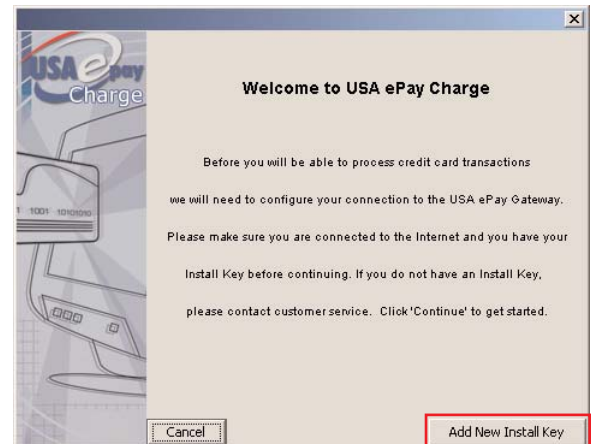 USA ePay
Charge
Welcome to USA ePay Charge
Before you will be able to process credit card transactions
we will need to configure your connection to the USA ePay Gateway.
Please make sure you are connected to the Internet and you have your
Install Key before continuing. If you do not have an Install Key,
please contact customer service. Click 'Continue' to get started.
1001 10101010
Cancel
Add New Install Key